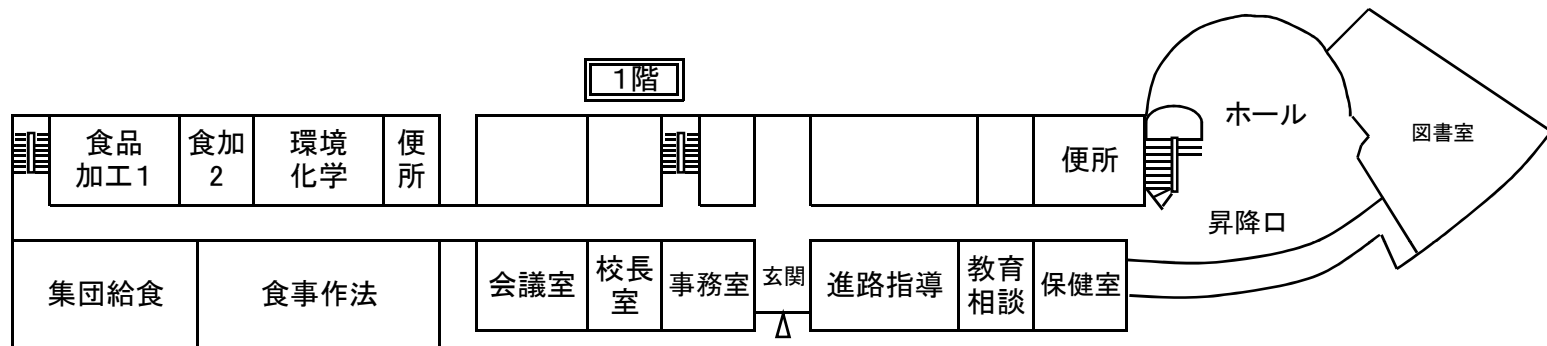 1階
食品
加工1
食加
2
環境
化学
便
所
便所
ホール
図書室
昇降口
集団給食
食事作法
会議室
校長
室
事務室
玄関
進路指導
教育
相談
保健室